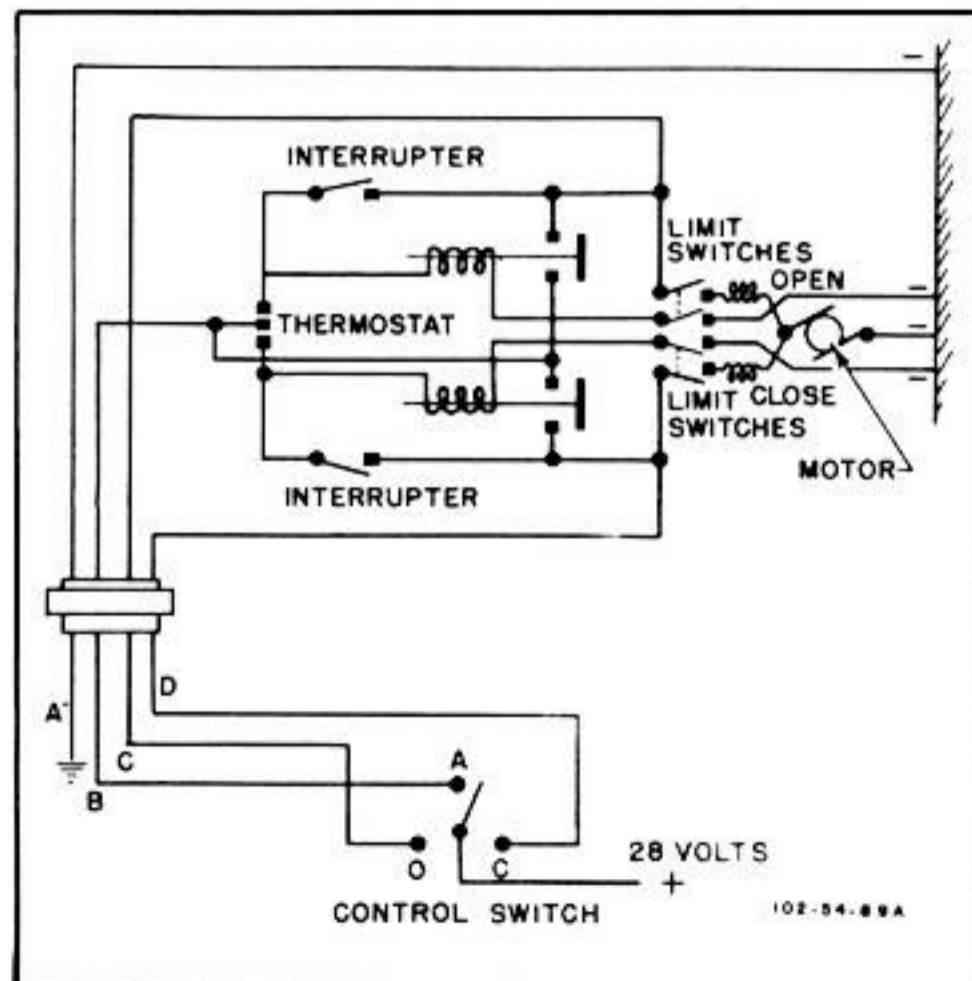 INTERRUPTER
LIMIT
SWITCHES
OPEN
THERMOSTAT
CLOSE
LIMIT
SWITCHES
MOTOR
INTERRUPTER
D
A-
C
A
B
O
C
28 VOLTS
+
CONTROL SWITCH
102-54-89A